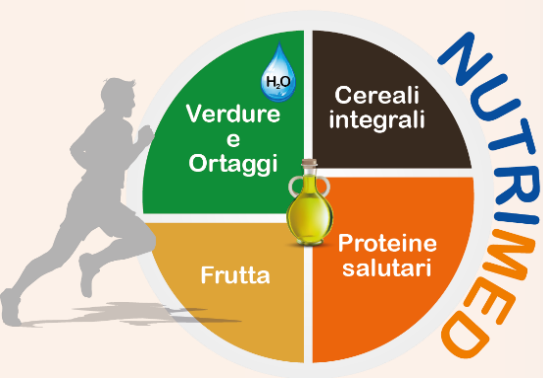 H₂O
Verdure
e
Ortaggi
Cereali
integrali
Frutta
Proteine
salutari
NUTRIMED